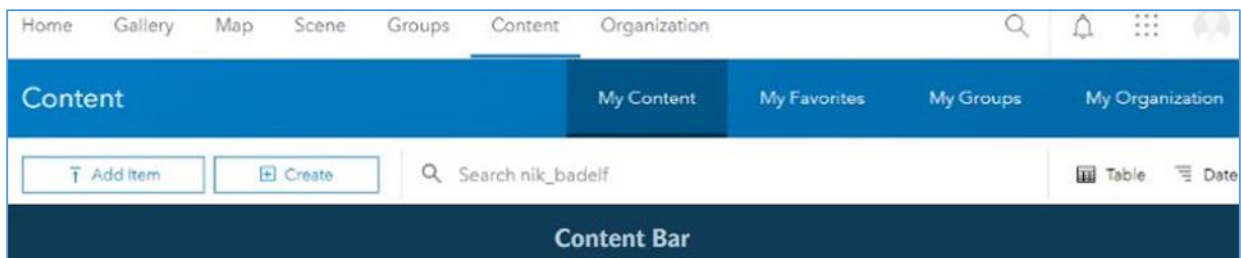 Home Gallery Map Scene Groups Content Organization
Content My Content My Favorites My Groups My Organization
Add Item Create Search nik_badelf Table Date
Content Bar